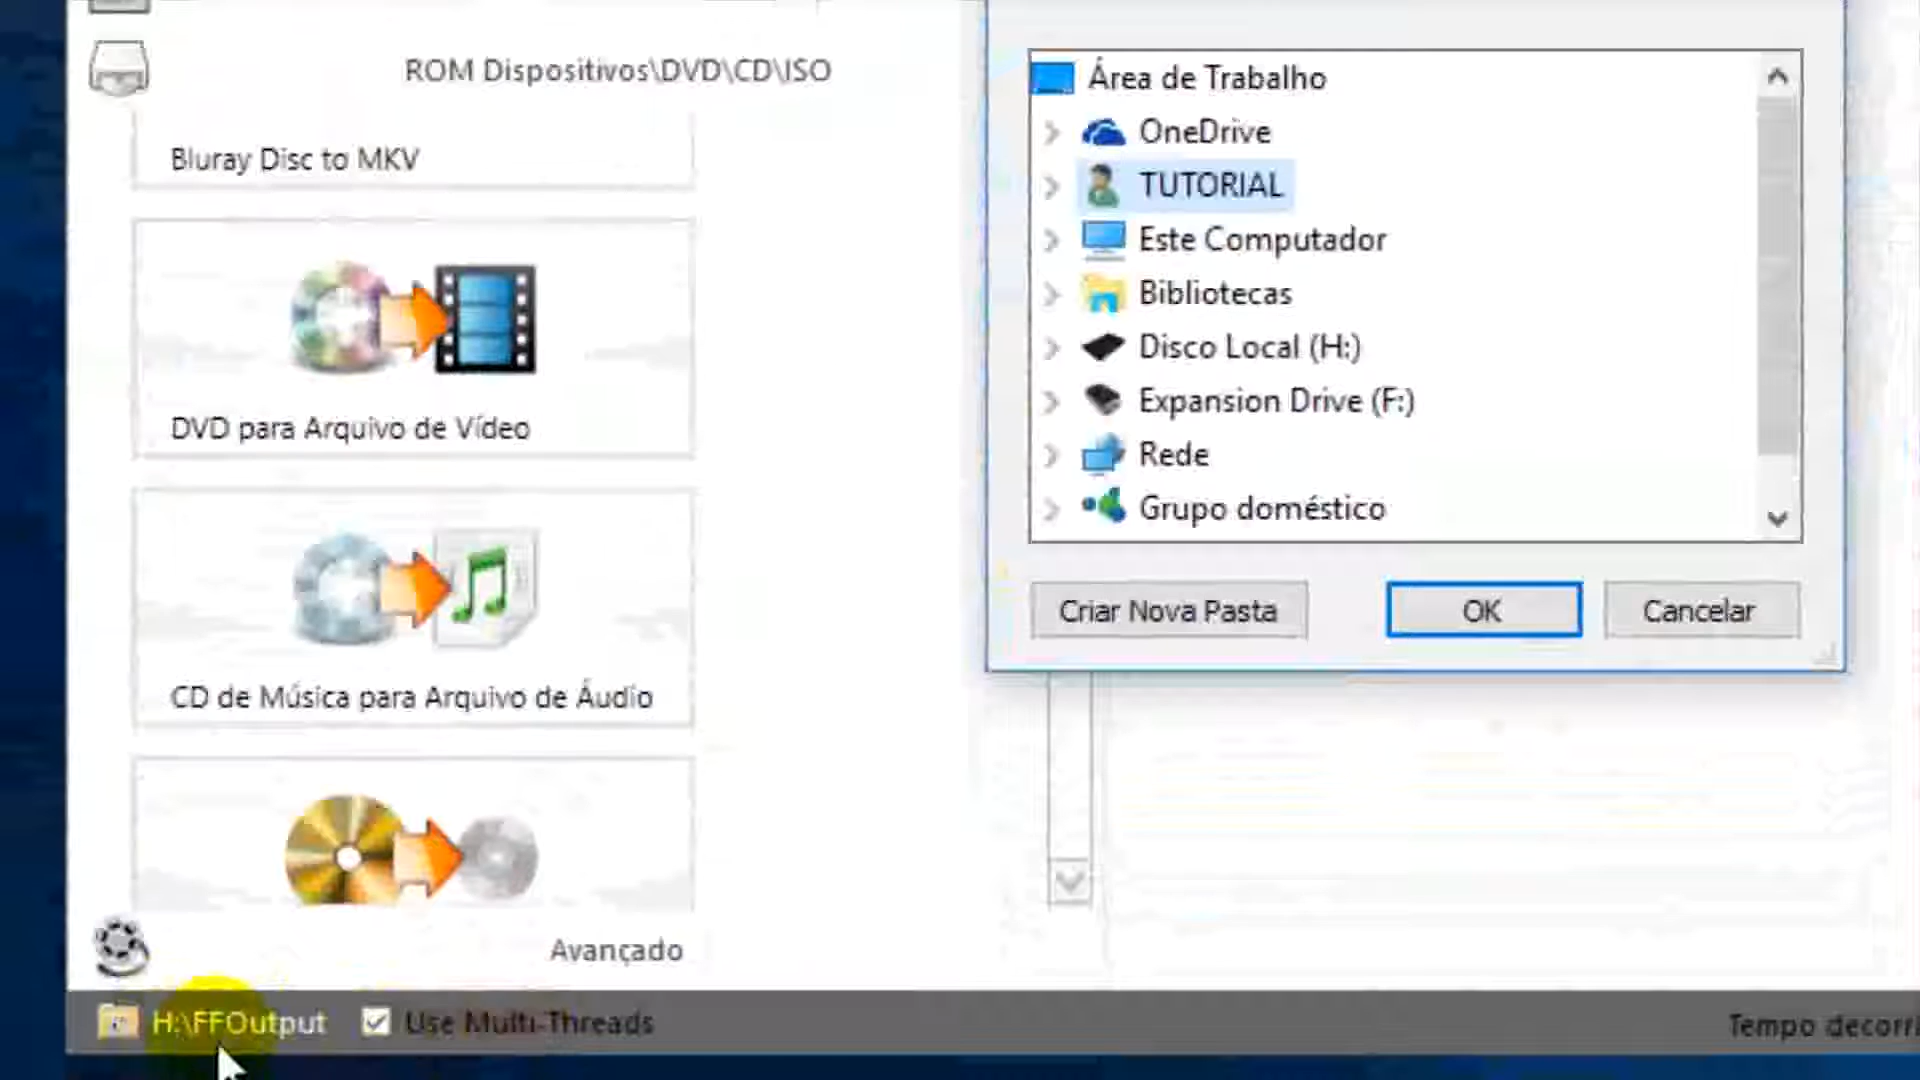 ROM Dispositivos\DVD\CD\ISO
Bluray Disc to MKV
DVD para Arquivo de Vídeo
CD de Música para Arquivo de Áudio
Avançado
H:\FFOutput
Use Multi-Threads
Tempo decorri
Área de Trabalho
OneDrive
TUTORIAL
Este Computador
Bibliotecas
Disco Local (H:)
Expansion Drive (F:)
Rede
Grupo doméstico
Criar Nova Pasta
OK
Cancelar